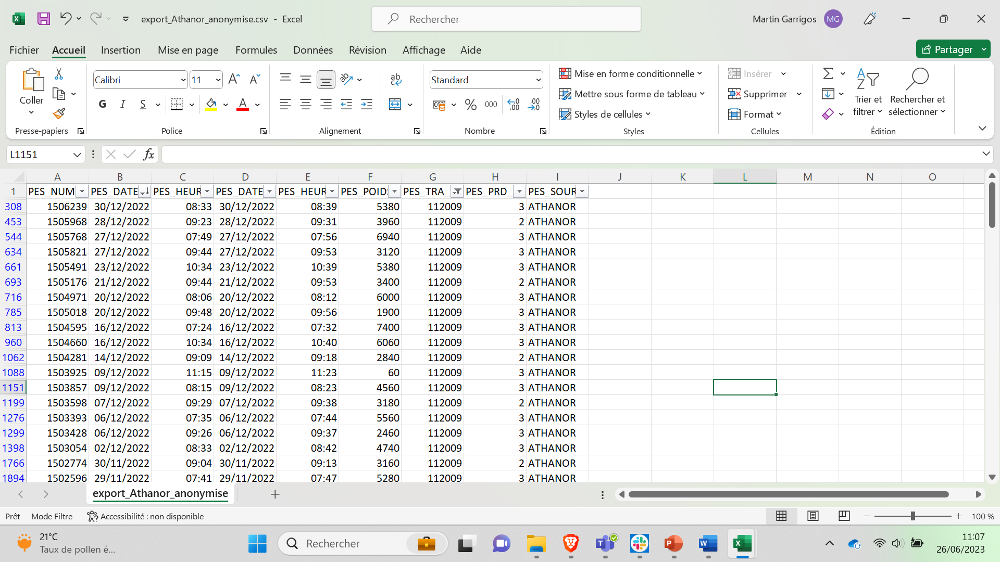 export_Athanor_anonymise.csv - Excel
Rechercher
Martin Garrigos
MG
Fichier Accueil Insertion Mise en page Formules Données Révision Affichage Aide
Partager
Coller
Presse-papiers
Calibri 11
G I S
Police
Alignement
Standard
% 000
Nombre
Mise en forme conditionnelle
Mettre sous forme de tableau
Styles de cellules
Styles
Insérer
Supprimer
Format
Cellules
Trier et filtrer
Rechercher et sélectionner
Édition
L1151
fx
A B C D E F G H I J K L M N O
1 PES_NUM PES_DATE PES_HEUR PES_DATE PES_HEUR PES_POIDS PES_TRA_ PES_PRD_ PES_SOUR
308 1506239 30/12/2022 08:33 30/12/2022 08:39 5380 112009 3 ATHANOR
453 1505968 28/12/2022 09:23 28/12/2022 09:31 3960 112009 2 ATHANOR
544 1505768 27/12/2022 07:49 27/12/2022 07:56 6940 112009 3 ATHANOR
634 1505821 27/12/2022 09:44 27/12/2022 09:53 3120 112009 3 ATHANOR
661 1505491 23/12/2022 10:34 23/12/2022 10:39 5380 112009 3 ATHANOR
693 1505176 21/12/2022 09:44 21/12/2022 09:53 3400 112009 2 ATHANOR
716 1504971 20/12/2022 08:06 20/12/2022 08:12 6000 112009 3 ATHANOR
785 1505018 20/12/2022 09:48 20/12/2022 09:56 1900 112009 3 ATHANOR
813 1504595 16/12/2022 07:24 16/12/2022 07:32 7400 112009 3 ATHANOR
960 1504660 16/12/2022 10:34 16/12/2022 10:40 6060 112009 3 ATHANOR
1062 1504281 14/12/2022 09:09 14/12/2022 09:18 2840 112009 2 ATHANOR
1088 1503925 09/12/2022 11:15 09/12/2022 11:23 60 112009 3 ATHANOR
1151 1503857 09/12/2022 08:15 09/12/2022 08:23 4560 112009 3 ATHANOR
1199 1503598 07/12/2022 09:29 07/12/2022 09:38 3180 112009 2 ATHANOR
1276 1503393 06/12/2022 07:35 06/12/2022 07:44 5560 112009 3 ATHANOR
1299 1503428 06/12/2022 09:26 06/12/2022 09:37 2460 112009 3 ATHANOR
1398 1503054 02/12/2022 08:33 02/12/2022 08:42 4740 112009 3 ATHANOR
1766 1502774 30/11/2022 09:04 30/11/2022 09:13 3160 112009 2 ATHANOR
1894 1502596 29/11/2022 07:41 29/11/2022 07:47 5280 112009 3 ATHANOR
export_Athanor_anonymise
Prêt Mode Filtre Accessibilité : non disponible
100 %
21°C
Taux de pollen é...
Rechercher
11:07
26/06/2023